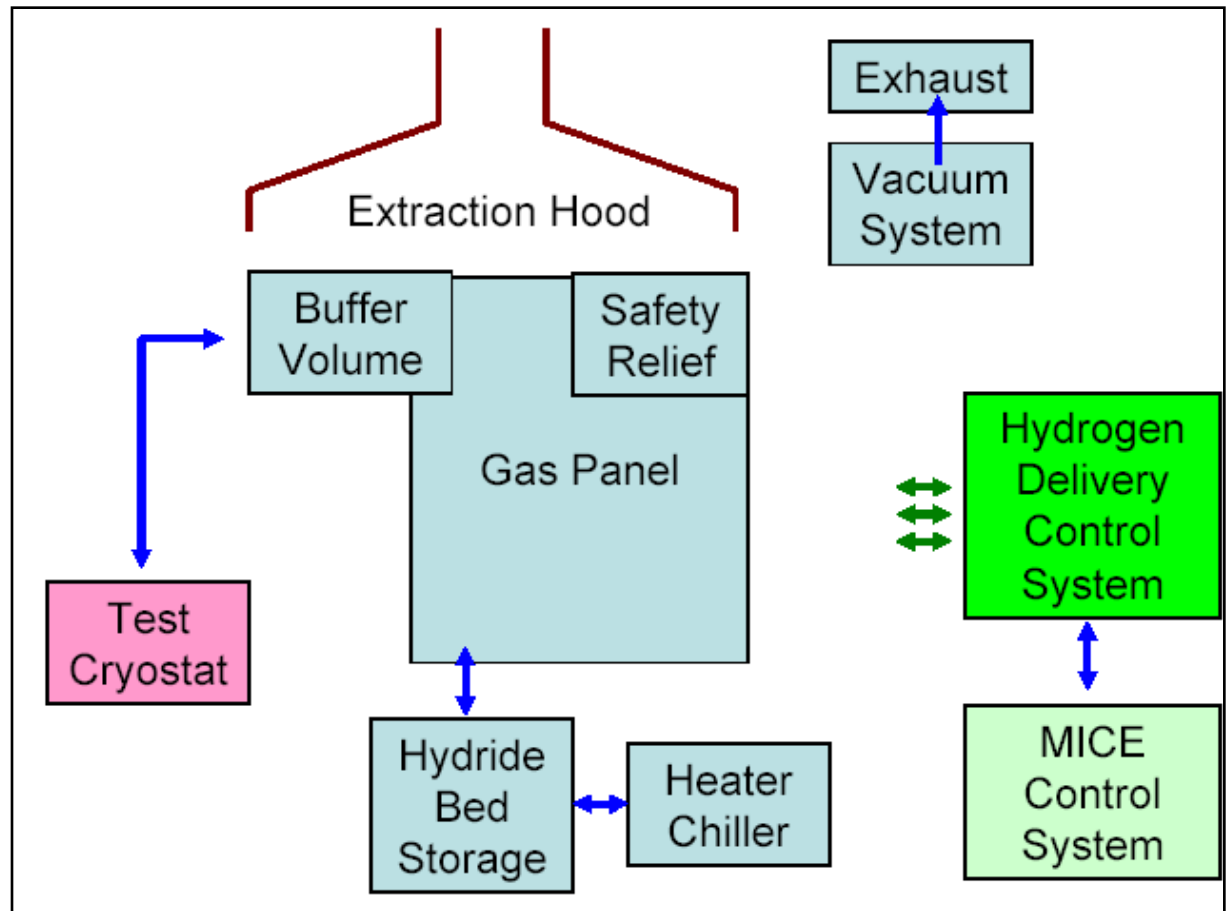 Exhaust
Vacuum
System
Extraction Hood
Buffer
Volume
Safety
Relief
Gas Panel
Hydrogen
Delivery
Control
System
Test
Cryostat
Hydride
Bed
Storage
Heater
Chiller
MICE
Control
System